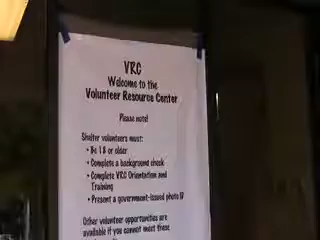 VRC
Welcome to the
Volunteer Resource Center
Please note!
Shelter volunteers must:
• Be 18 or older
• Complete a background check
• Complete VRC Orientation and
Training
• Present a government-issued photo ID
Other volunteer opportunities are
available if you cannot meet these